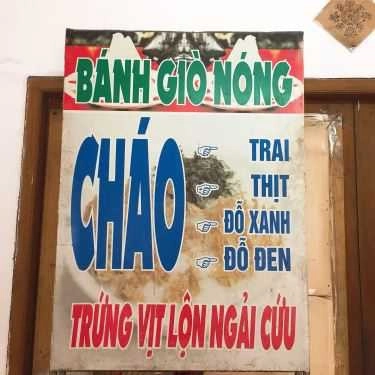 BÁNH GIÒ NÓNG
CHÁO
☞ TRAI
☞ THỊT
☞ ĐỖ XANH
☞ ĐỖ ĐEN
TRỨNG VỊT LỘN NGẢI CỨU